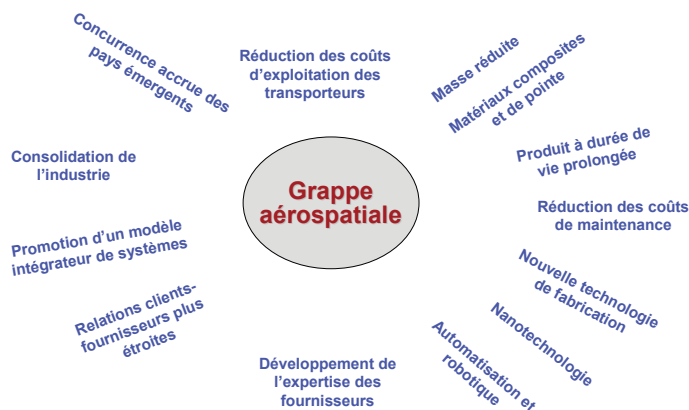 Concurrence accrue des
pays émergents
Réduction des coûts
d'exploitation des
transporteurs
Masse réduite
Matériaux composites
et de pointe
Produit à durée de
vie prolongée
Consolidation de
l'industrie
Grappe
aérospatiale
Réduction des coûts
de maintenance
Promotion d'un modèle
intégrateur de systèmes
Nouvelle technologie
de fabrication
Relations clients-
fournisseurs plus
étroites
Nanotechnologie
Automatisation et
robotique
Développement de
l'expertise des
fournisseurs